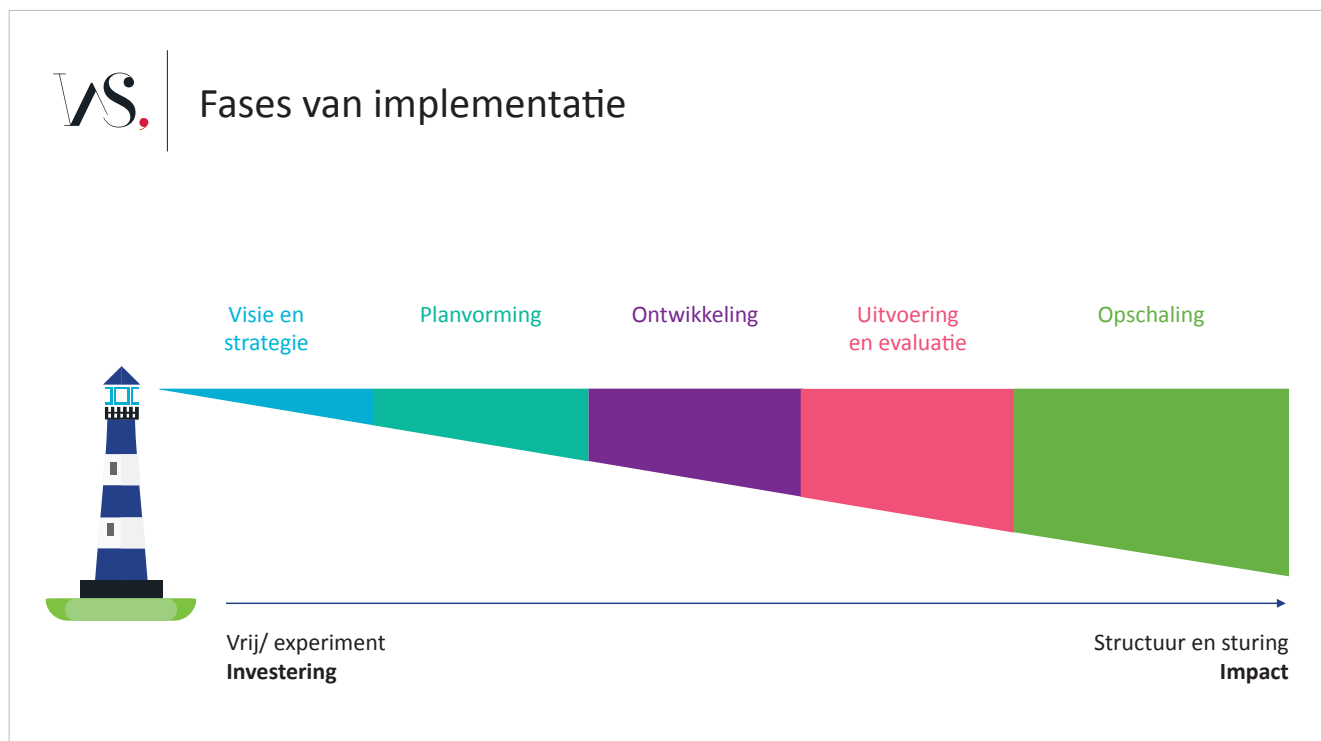 VS,
Fases van implementatie
Visie en
strategie
Planvorming
Ontwikkeling
Uitvoering
en evaluatie
Opschaling
Vrij/ experiment
Investering
Structuur en sturing
Impact